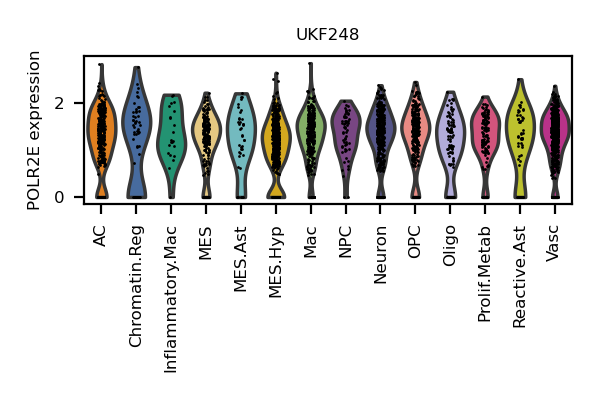 UKF248
POLR2E expression
2
0
AC
Chromatin.Reg
Inflammatory.Mac
MES
MES.Ast
MES.Hyp
Mac
NPC
Neuron
OPC
Oligo
Prolif.Metab
Reactive.Ast
Vasc